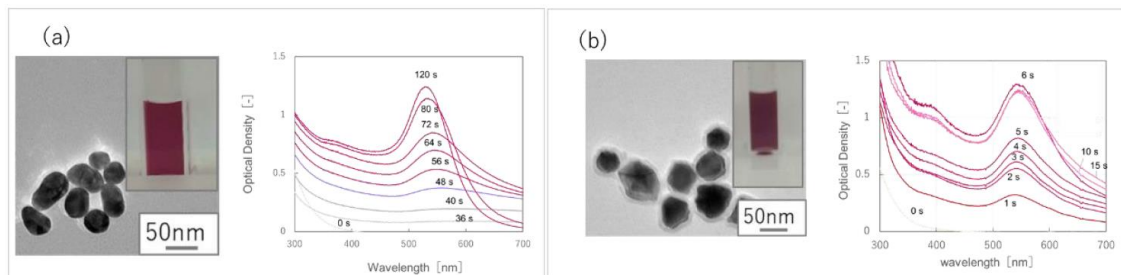 (a)
50nm
Optical Density [-]
1.5
1
0.5
0
120 s
80 s
72 s
64 s
56 s
48 s
40 s
36 s
0 s
300
400
500
600
700
Wavelength [nm]
(b)
50nm
Optical Density [-]
1.5
1
0.5
0
6 s
5 s
4 s
3 s
2 s
1 s
0 s
10 s
15 s
300
400
500
600
700
wavelength [nm]